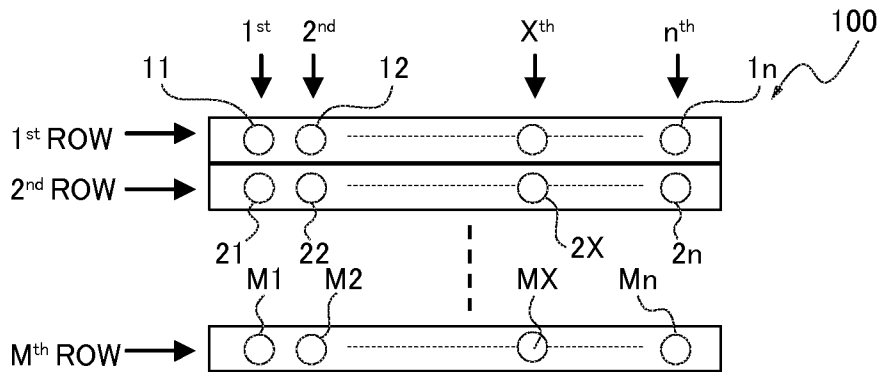 1st 2nd Xth nth 100
11 12 1n
1st ROW
2nd ROW
21 22 2X 2n
M1 M2 MX Mn
Mth ROW